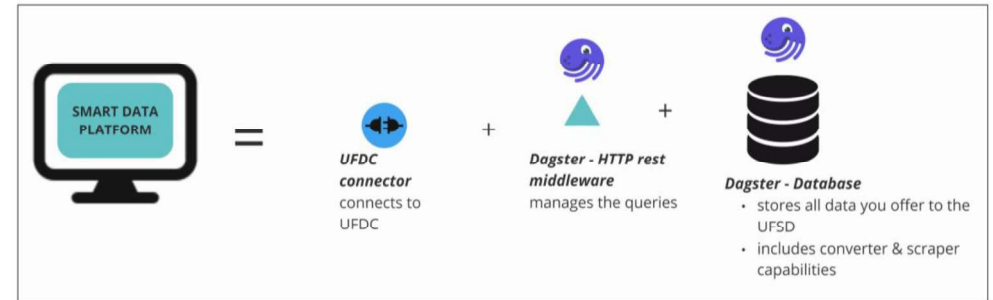 SMART DATA
PLATFORM
=
+
+
UFDC
connector
connects to
UFDC
Dagster - HTTP rest
middleware
manages the queries
Dagster - Database
• stores all data you offer to the
UFSD
• includes converter & scraper
capabilities